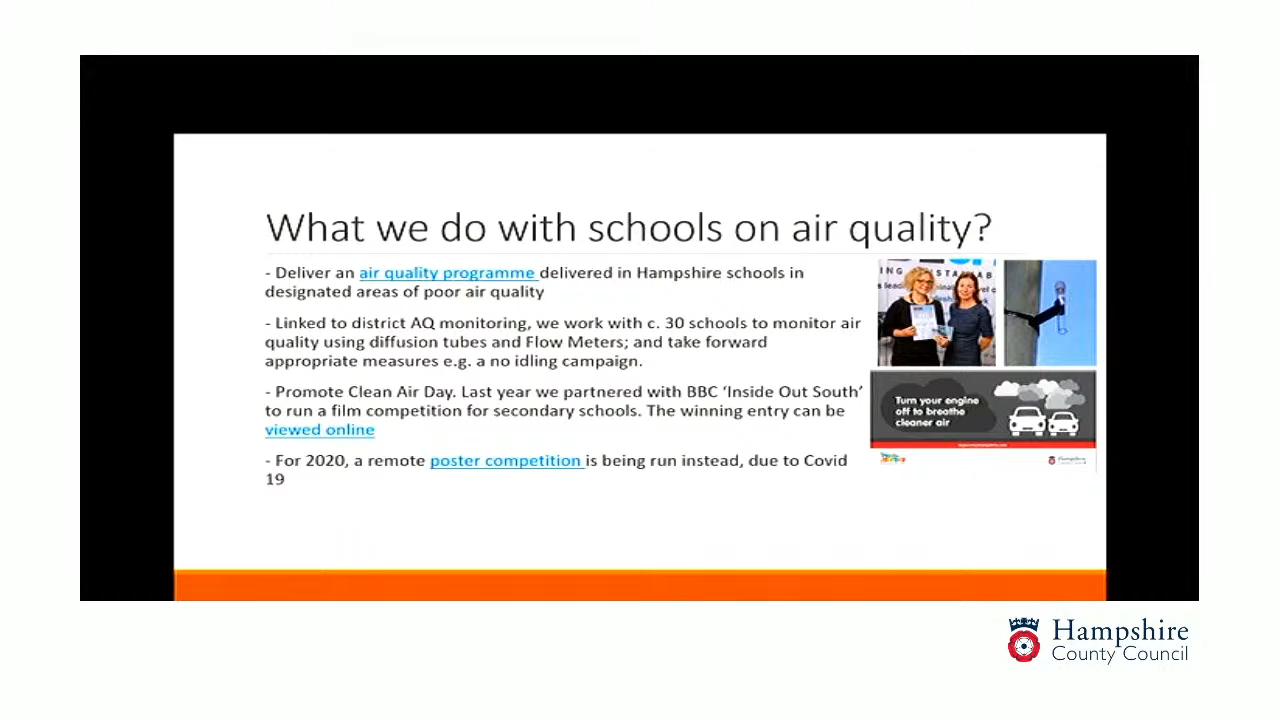 What we do with schools on air quality?
- Deliver an air quality programme delivered in Hampshire schools in
designated areas of poor air quality
- Linked to district AQ monitoring, we work with c. 30 schools to monitor air
quality using diffusion tubes and Flow Meters; and take forward
appropriate measures e.g. a no idling campaign.
- Promote Clean Air Day. Last year we partnered with BBC ‘Inside Out South’
to run a film competition for secondary schools. The winning entry can be
viewed online
- For 2020, a remote poster competition is being run instead, due to Covid
19
Turn your engine
off to breathe
cleaner air
Hampshire
County Council
Hampshire
County Council